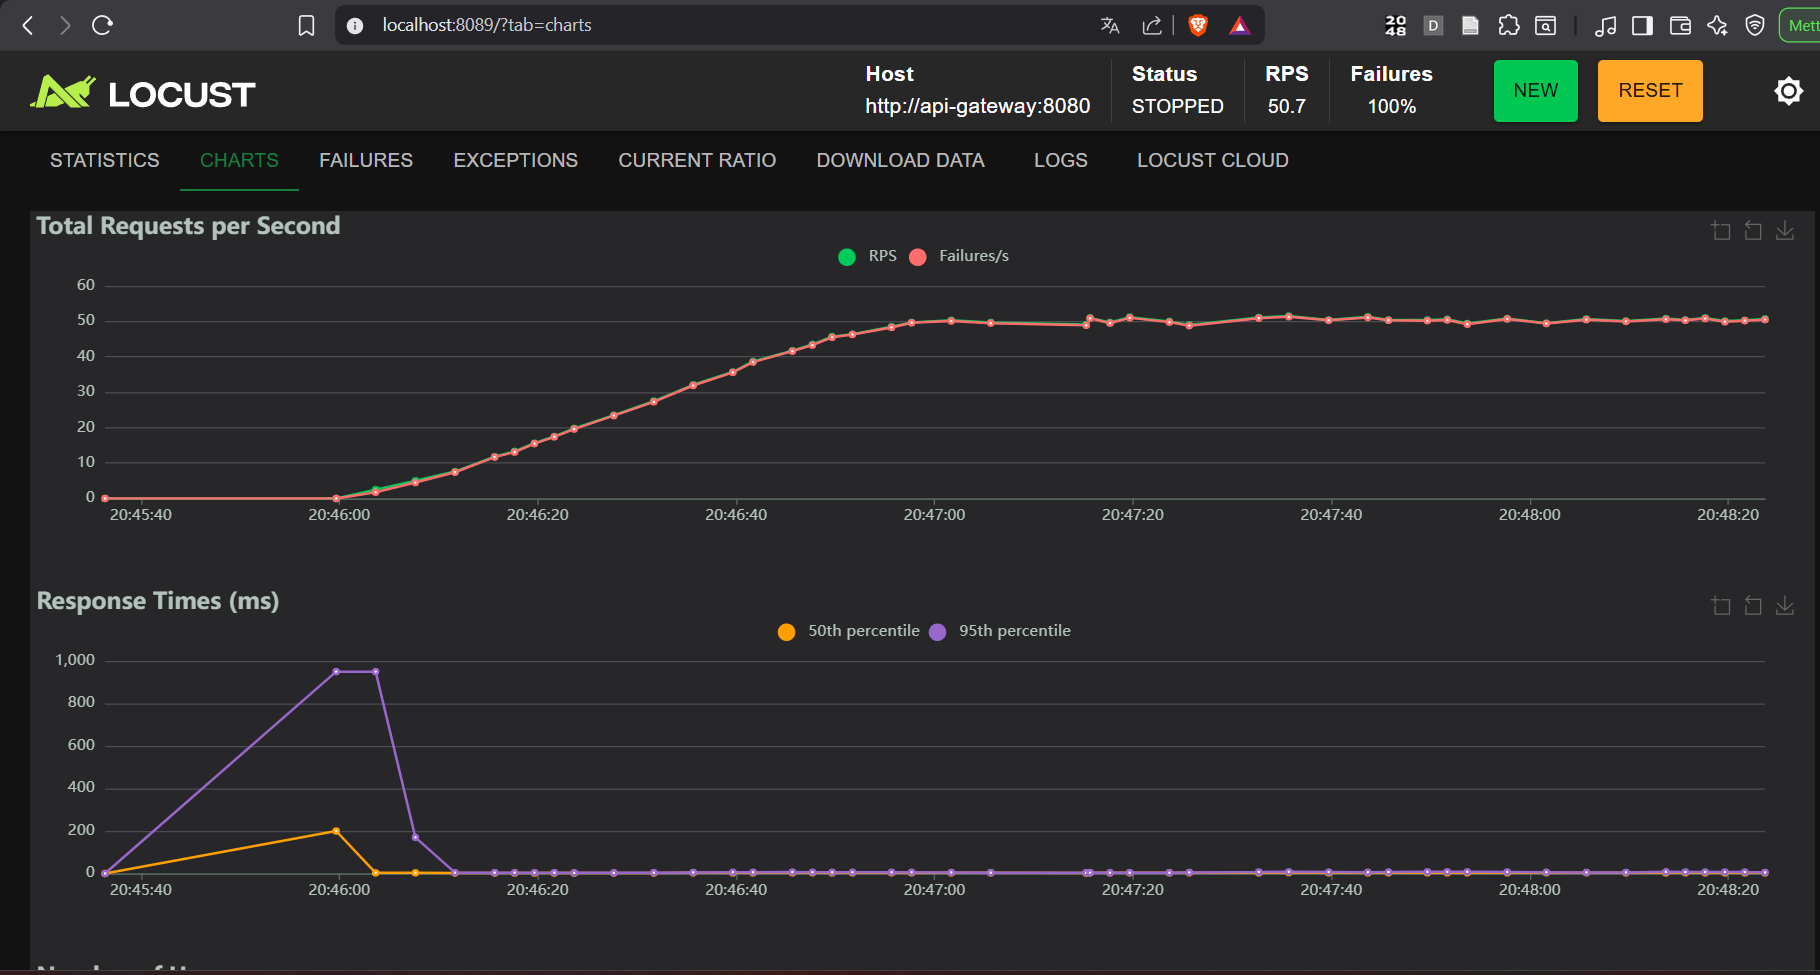 localhost:8089/?tab=charts
20
48
D
Mett
LOCUST
Host
http://api-gateway:8080
Status
STOPPED
RPS
50.7
Failures
100%
NEW
RESET
STATISTICS
CHARTS
FAILURES
EXCEPTIONS
CURRENT RATIO
DOWNLOAD DATA
LOGS
LOCUST CLOUD
Total Requests per Second
RPS
Failures/s
60
50
40
30
20
10
0
20:45:40
20:46:00
20:46:20
20:46:40
20:47:00
20:47:20
20:47:40
20:48:00
20:48:20
Response Times (ms)
50th percentile
95th percentile
1,000
800
600
400
200
0
20:45:40
20:46:00
20:46:20
20:46:40
20:47:00
20:47:20
20:47:40
20:48:00
20:48:20